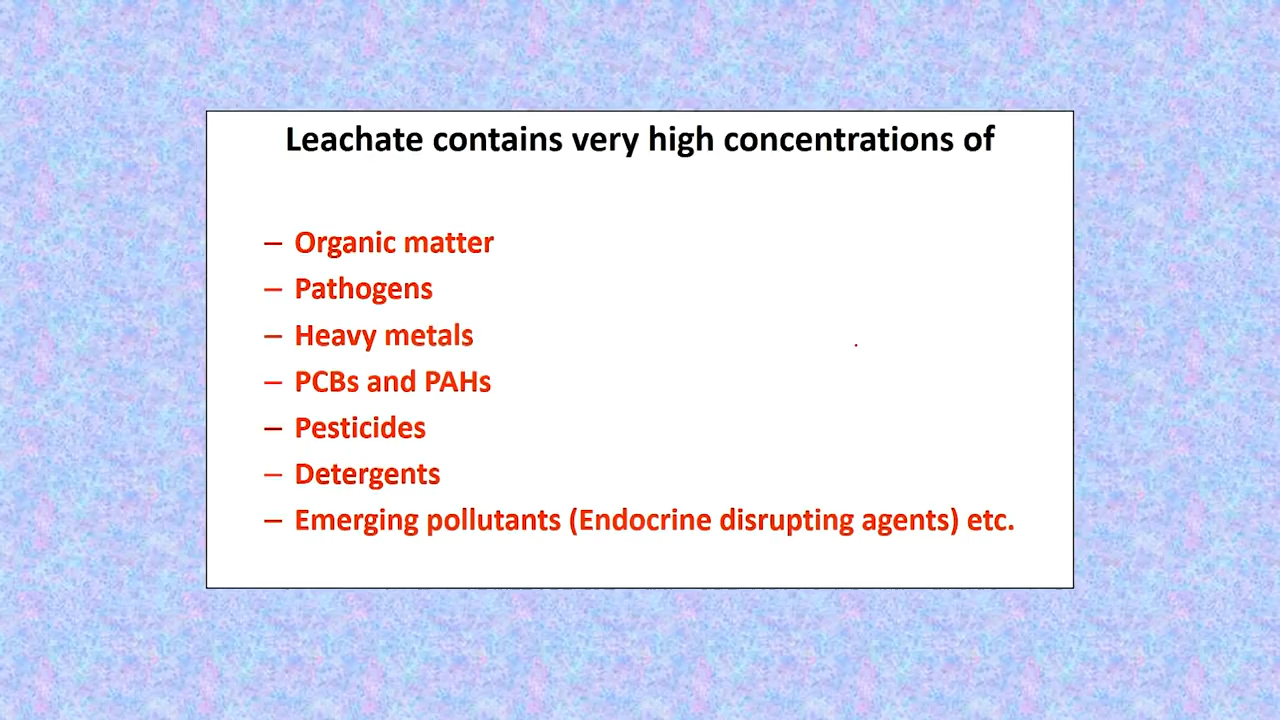 Leachate contains very high concentrations of
– Organic matter
– Pathogens
– Heavy metals
– PCBs and PAHs
– Pesticides
– Detergents
– Emerging pollutants (Endocrine disrupting agents) etc.